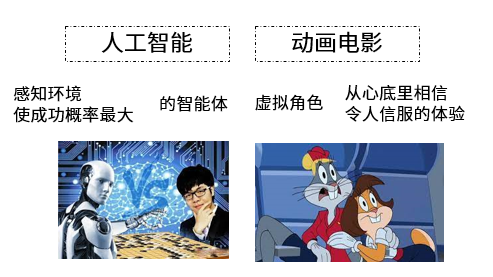 人工智能
动画电影
感知环境
使成功概率最大
的智能体
虚拟角色
从心底里相信
令人信服的体验
VS